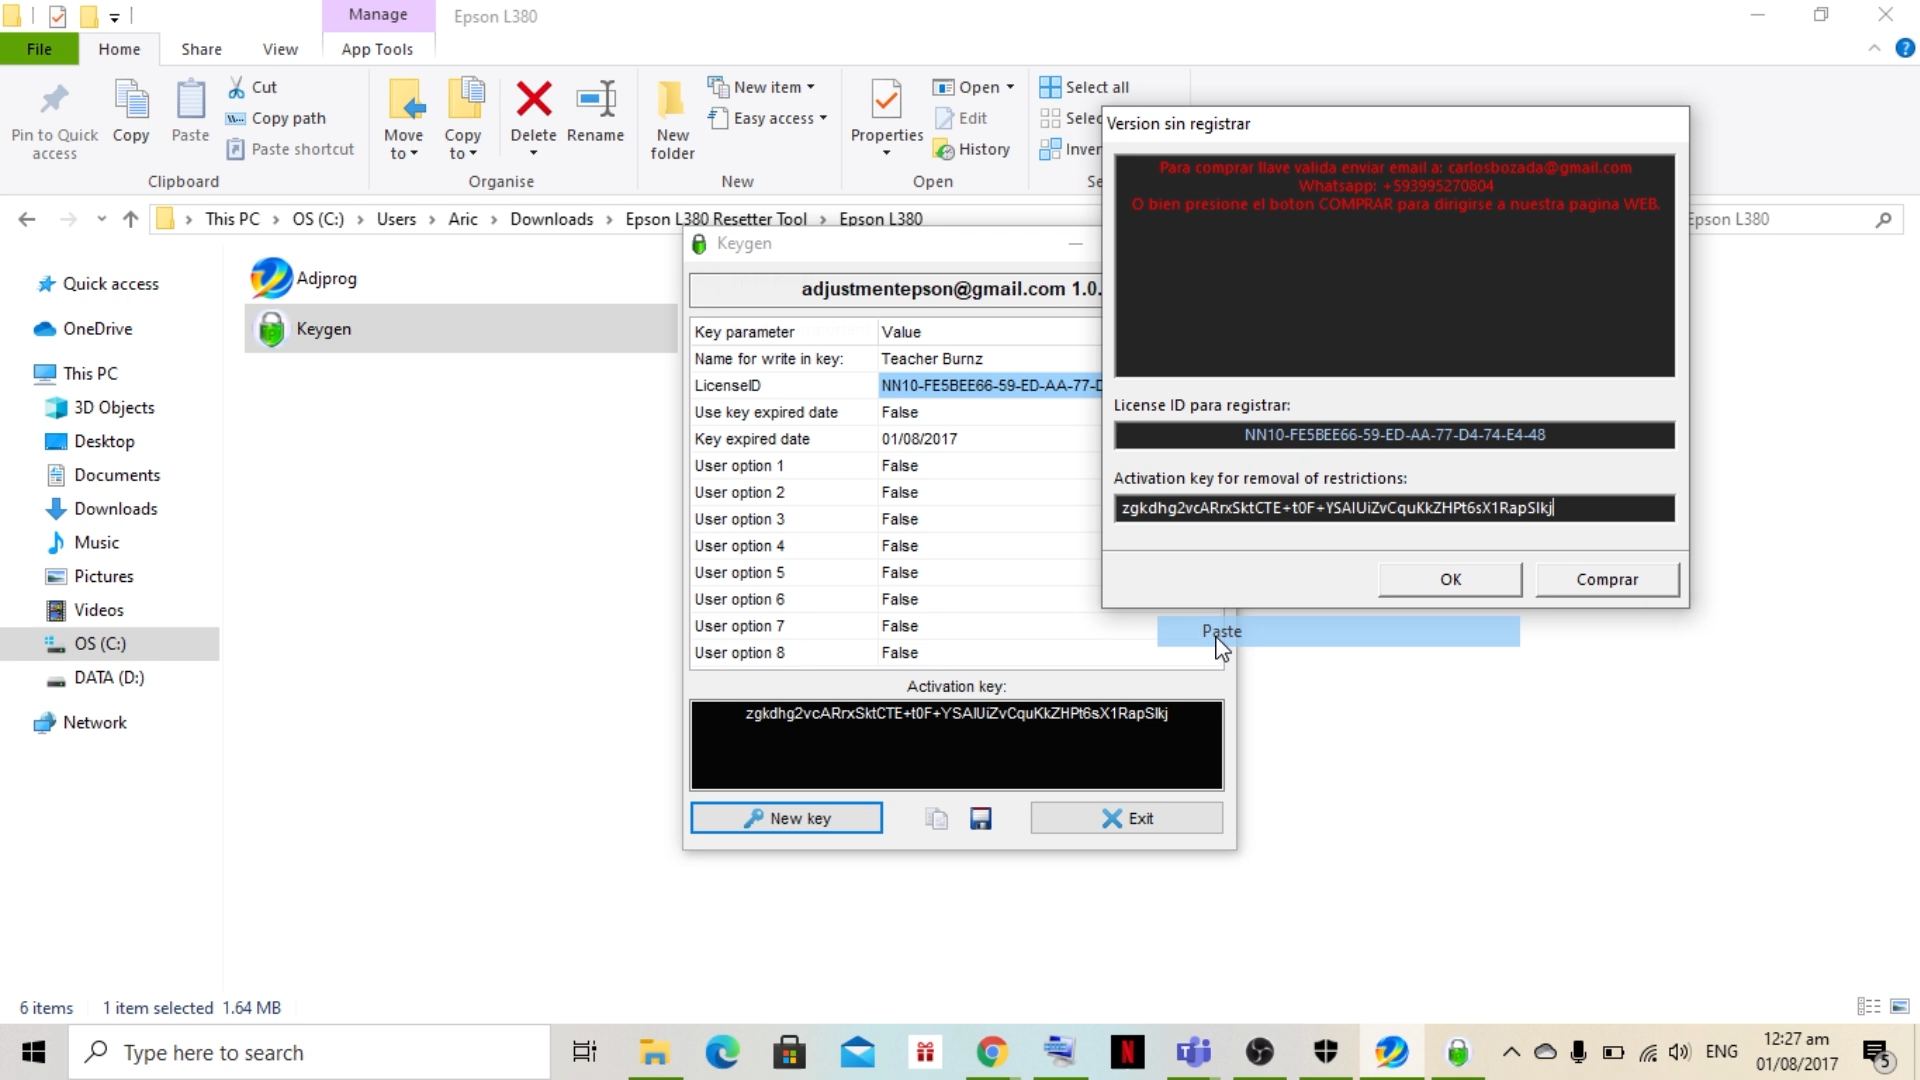 Manage
Epson L380
File
Home
Share
View
App Tools
Pin to Quick access
Copy
Paste
Cut
Copy path
Paste shortcut
Clipboard
Move to
Copy to
Delete
Rename
Organise
New folder
New item
Easy access
New
Properties
Open
Edit
History
Open
Select all
This PC > OS (C:) > Users > Aric > Downloads > Epson L380 Resetter Tool > Epson L380
Epson L380
Quick access
OneDrive
This PC
3D Objects
Desktop
Documents
Downloads
Music
Pictures
Videos
OS (C:)
DATA (D:)
Network
Adjprog
Keygen
Keygen
adjustmentepson@gmail.com 1.0.
Key parameter Value
Name for write in key: Teacher Burnz
LicenseID NN10-FE5BEE66-59-ED-AA-77-D
Use key expired date False
Key expired date 01/08/2017
User option 1 False
User option 2 False
User option 3 False
User option 4 False
User option 5 False
User option 6 False
User option 7 False
User option 8 False
Activation key:
zgkdhg2vcARrxSktCTE+t0F+YSAlUiZvCquKkZHPt6sX1RapSlkj
New key
Exit
Version sin registrar
Para comprar llave valida enviar email a: carlosbozada@gmail.com
Whatsapp: +593995270804
O bien presione el boton COMPRAR para dirigirse a nuestra pagina WEB.
License ID para registrar:
NN10-FE5BEE66-59-ED-AA-77-D4-74-E4-48
Activation key for removal of restrictions:
zgkdhg2vcARrxSktCTE+t0F+YSAlUiZvCquKkZHPt6sX1RapSlkj
OK
Comprar
Paste
6 items
1 item selected 1.64 MB
Type here to search
ENG
12:27 am
01/08/2017
5